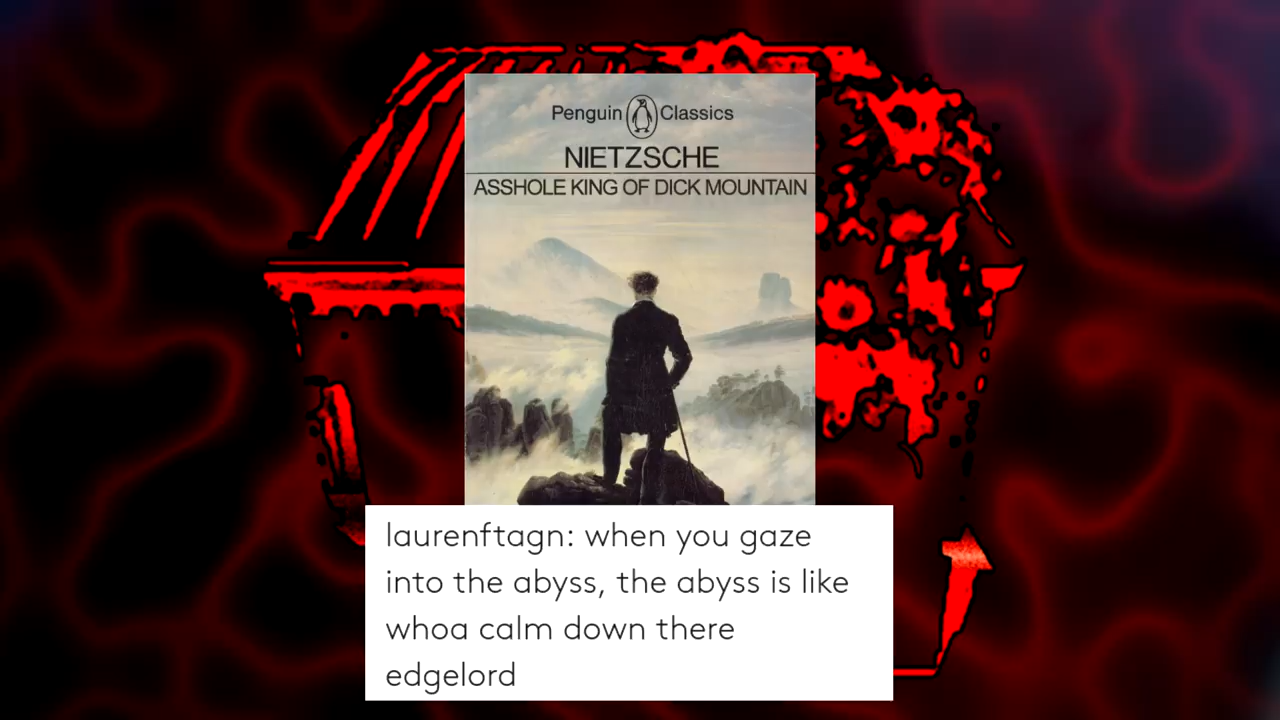 Penguin Classics
NIETZSCHE
ASSHOLE KING OF DICK MOUNTAIN
laurenftagn: when you gaze
into the abyss, the abyss is like
whoa calm down there
edgelord